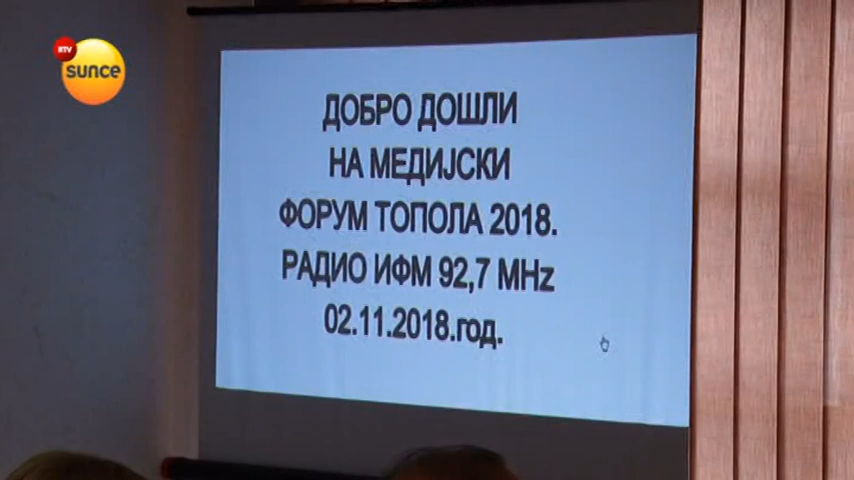 RTV
sunce
ДОБРО ДОШЛИ
НА МЕДИЈСКИ
ФОРУМ ТОПОЛА 2018.
РАДИО ИФМ 92,7 MHz
02.11.2018.год.